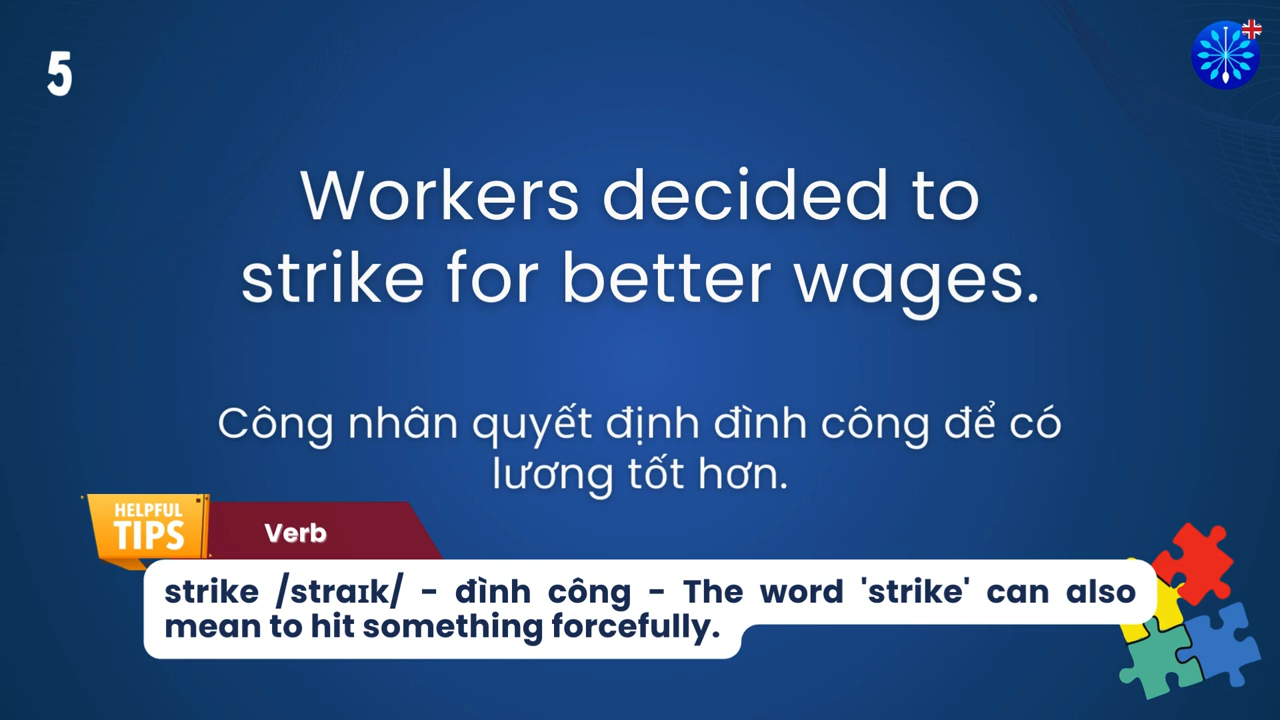 5
Workers decided to
strike for better wages.
Công nhân quyết định đình công để có
lương tốt hơn.
HELPFUL
TIPS
Verb
strike /straɪk/ - đình công - The word 'strike' can also
mean to hit something forcefully.